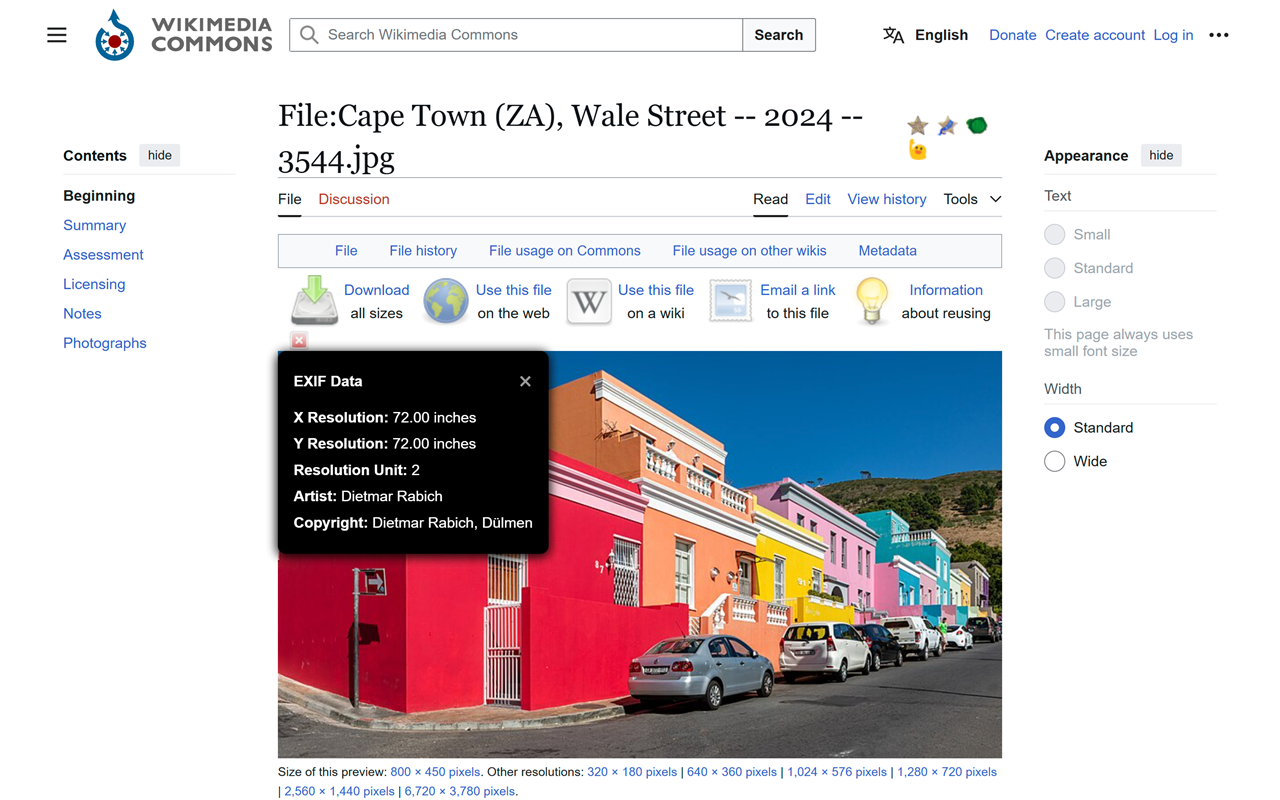 WIKIMEDIA
COMMONS
Search Wikimedia Commons
Search
English
Donate Create account Log in
File:Cape Town (ZA), Wale Street -- 2024 --
3544.jpg
Contents hide
Beginning
Summary
Assessment
Licensing
Notes
Photographs
File Discussion
Read Edit View history Tools
File File history File usage on Commons File usage on other wikis Metadata
Download
all sizes
Use this file
on the web
W
Use this file
on a wiki
Email a link
to this file
Information
about reusing
EXIF Data
X Resolution: 72.00 inches
Y Resolution: 72.00 inches
Resolution Unit: 2
Artist: Dietmar Rabich
Copyright: Dietmar Rabich, Dülmen
87
Size of this preview: 800 × 450 pixels. Other resolutions: 320 × 180 pixels | 640 × 360 pixels | 1,024 × 576 pixels | 1,280 × 720 pixels
| 2,560 × 1,440 pixels | 6,720 × 3,780 pixels.
Appearance hide
Text
Small
Standard
Large
This page always uses
small font size
Width
Standard
Wide